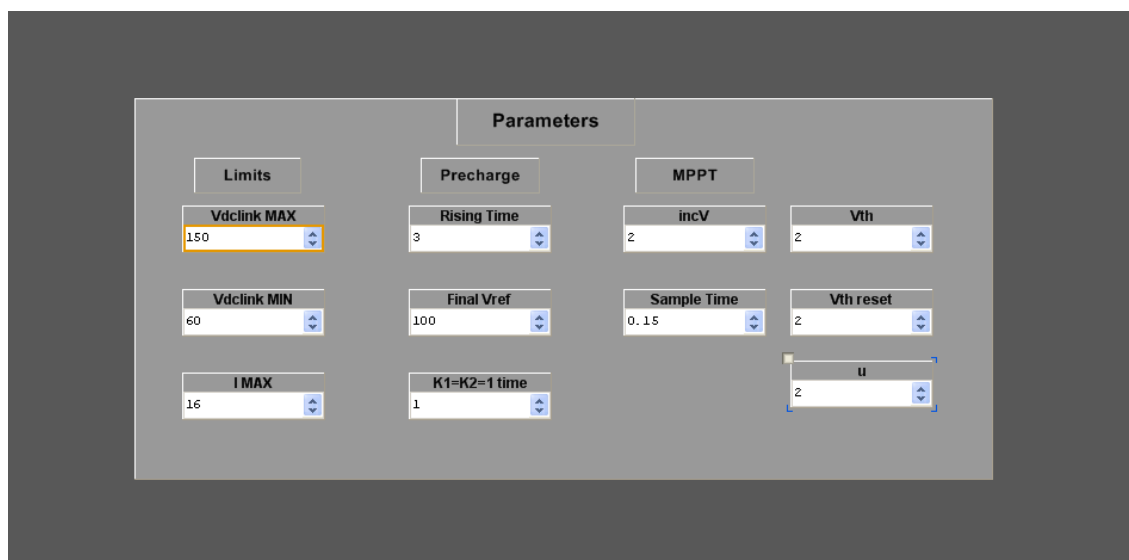 Parameters
Limits
Precharge
MPPT
Vdclink MAX
Rising Time
incV
Vth
150
3
2
2
Vdclink MIN
Final Vref
Sample Time
Vth reset
60
100
0.15
2
I MAX
K1=K2=1 time
u
16
1
2